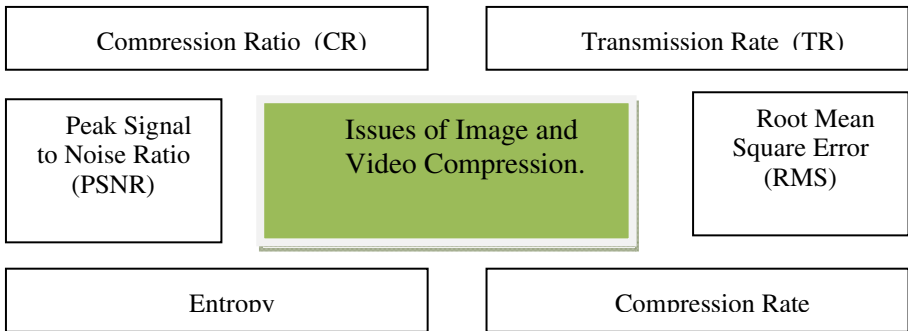 Compression Ratio (CR)
Transmission Rate (TR)
Peak Signal
to Noise Ratio
(PSNR)
Issues of Image and
Video Compression.
Root Mean
Square Error
(RMS)
Entropy
Compression Rate